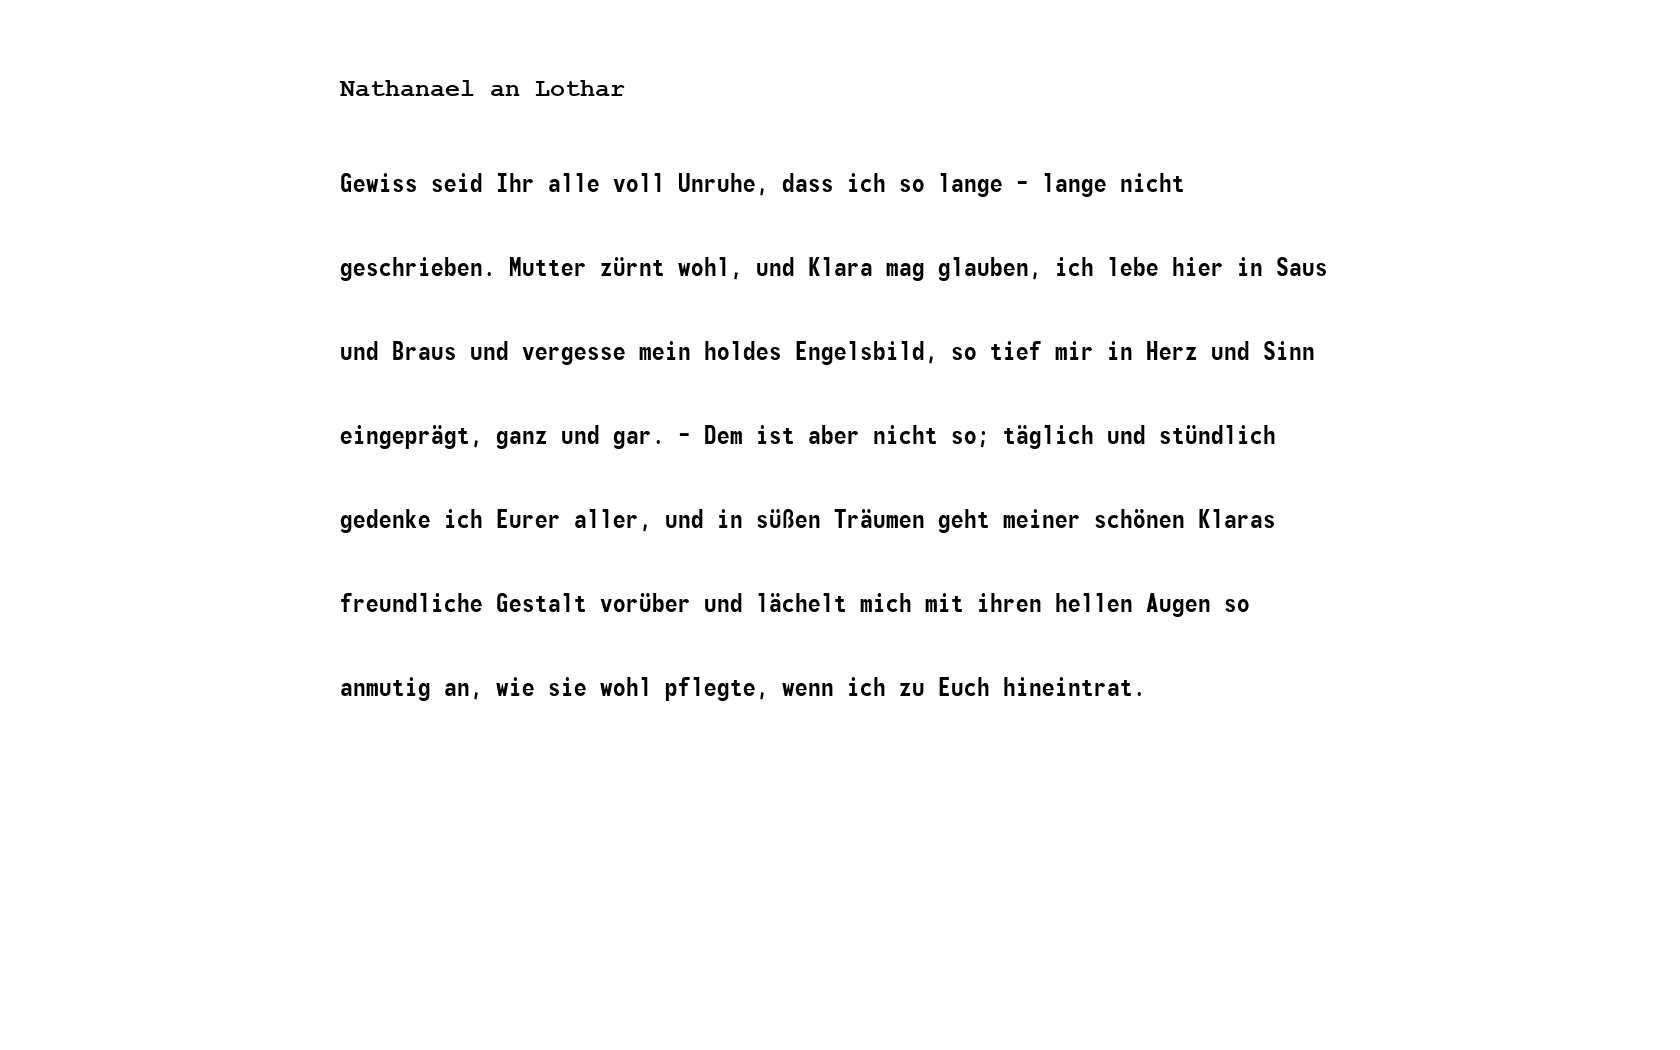 Nathanael an Lothar
Gewiss seid Ihr alle voll Unruhe, dass ich so lange – lange nicht
geschrieben. Mutter zürnt wohl, und Klara mag glauben, ich lebe hier in Saus
und Braus und vergesse mein holdes Engelsbild, so tief mir in Herz und Sinn
eingeprägt, ganz und gar. – Dem ist aber nicht so; täglich und stündlich
gedenke ich Eurer aller, und in süßen Träumen geht meiner schönen Klaras
freundliche Gestalt vorüber und lächelt mich mit ihren hellen Augen so
anmutig an, wie sie wohl pflegte, wenn ich zu Euch hineintrat.